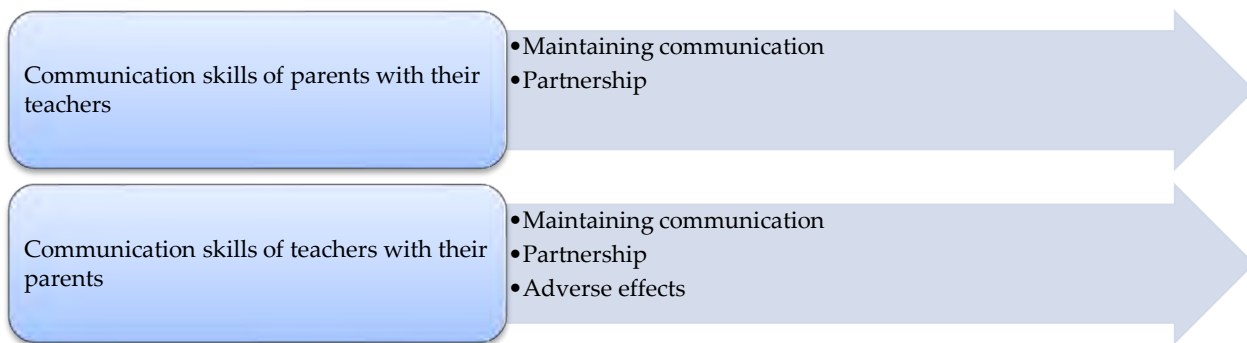 Communication skills of parents with their
teachers
•Maintaining communication
•Partnership
Communication skills of teachers with their
parents
•Maintaining communication
•Partnership
•Adverse effects